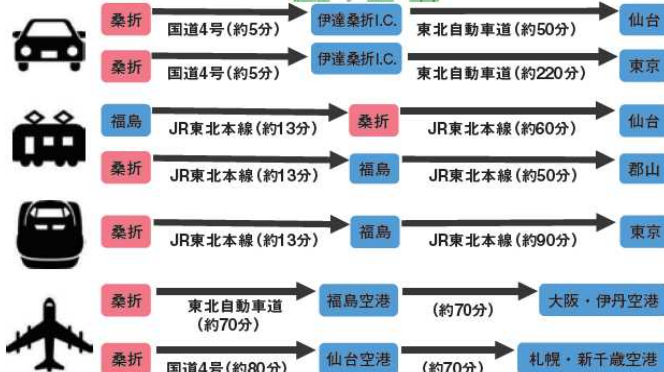 桑折 国道4号（約5分） 伊達桑折I.C. 東北自動車道（約50分） 仙台
桑折 国道4号（約5分） 伊達桑折I.C. 東北自動車道（約220分） 東京
福島 JR東北本線（約13分） 桑折 JR東北本線（約60分） 仙台
桑折 JR東北本線（約13分） 福島 JR東北本線（約50分） 郡山
桑折 JR東北本線（約13分） 福島 JR東北本線（約90分） 東京
桑折 東北自動車道 福島空港 （約70分） 大阪・伊丹空港
（約70分）
桑折 国道4号（約80分） 仙台空港 （約70分） 札幌・新千歳空港